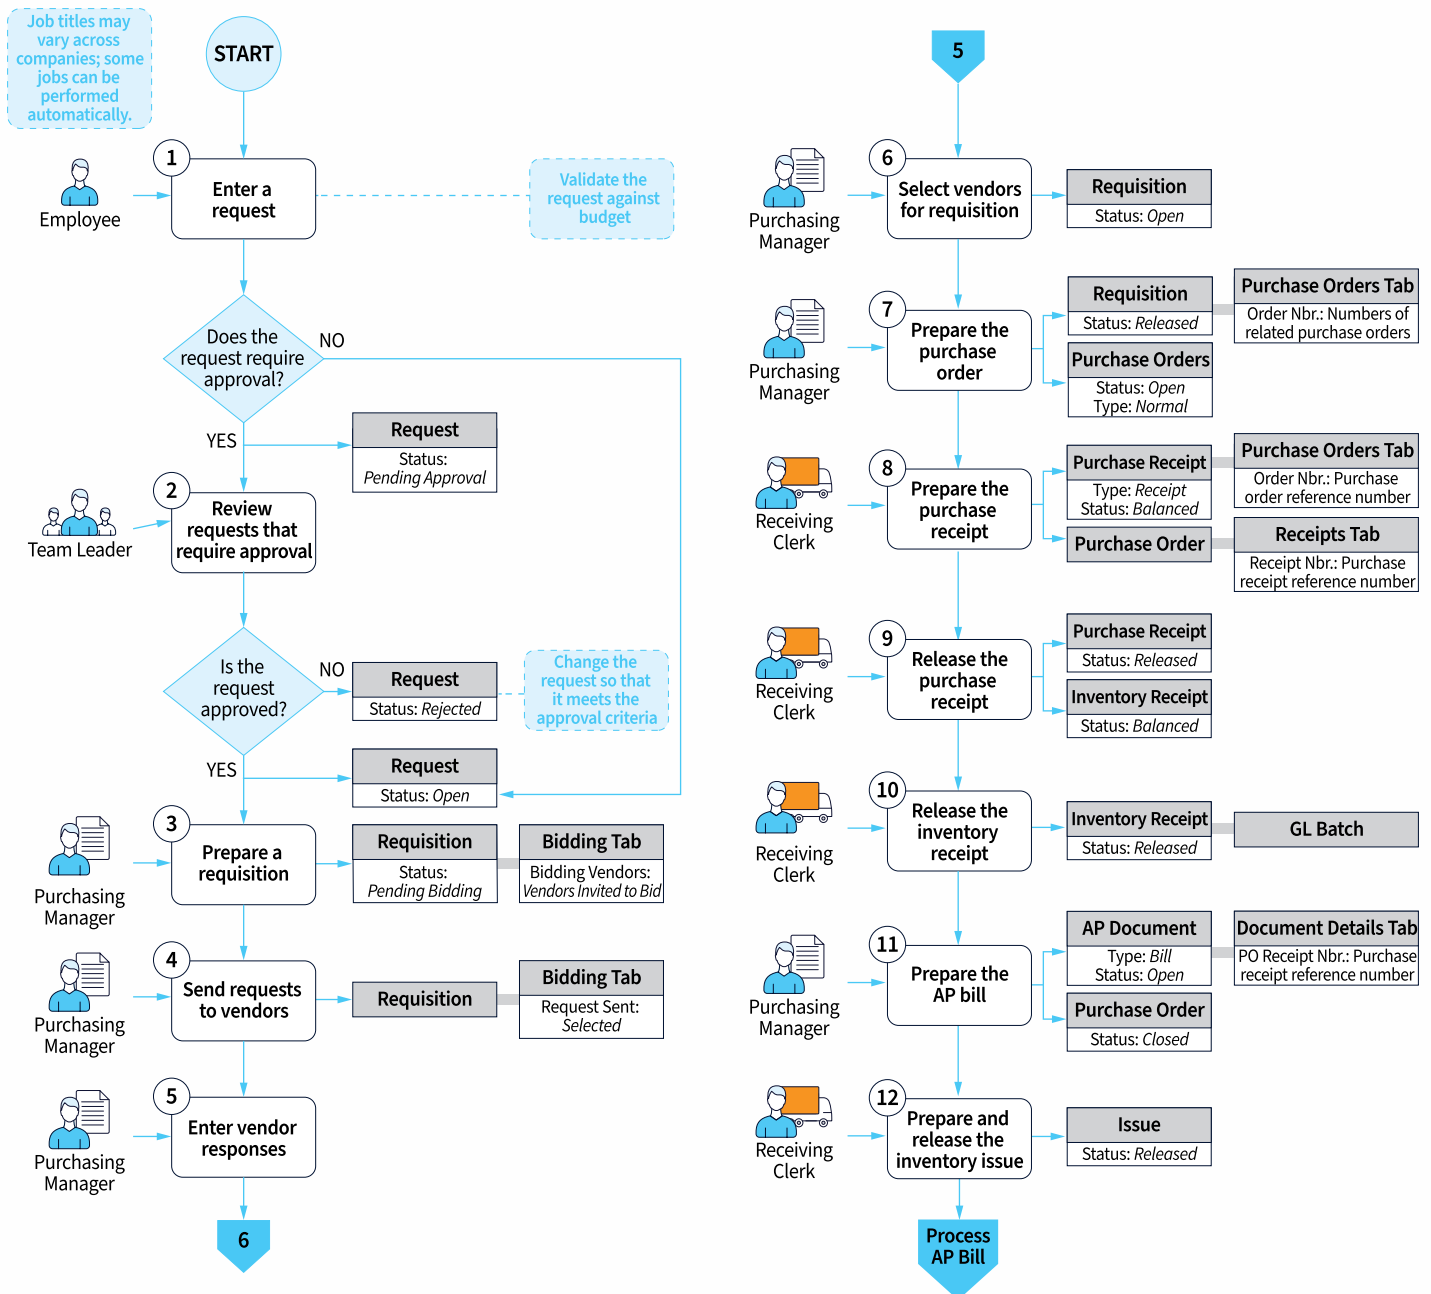 Job titles may
vary across
companies; some
jobs can be
performed
automatically.
START
1
Enter a
request
Employee
Validate the
request against
budget
Does the
request require
approval?
NO
YES
Request
Status:
Pending Approval
2
Review
requests that
require approval
Team Leader
Is the
request
approved?
NO
Request
Status: Rejected
Change the
request so that
it meets the
approval criteria
YES
Request
Status: Open
3
Prepare a
requisition
Purchasing
Manager
Requisition
Status:
Pending Bidding
Bidding Tab
Bidding Vendors:
Vendors Invited to Bid
4
Send requests
to vendors
Purchasing
Manager
Requisition
Bidding Tab
Request Sent:
Selected
5
Enter vendor
responses
Purchasing
Manager
6
5
6
Select vendors
for requisition
Purchasing
Manager
Requisition
Status: Open
7
Prepare the
purchase
order
Purchasing
Manager
Requisition
Status: Released
Purchase Orders Tab
Order Nbr.: Numbers of
related purchase orders
Purchase Orders
Status: Open
Type: Normal
8
Prepare the
purchase
receipt
Receiving
Clerk
Purchase Receipt
Type: Receipt
Status: Balanced
Purchase Orders Tab
Order Nbr.: Purchase
order reference number
Purchase Order
Receipts Tab
Receipt Nbr.: Purchase
receipt reference number
9
Release the
purchase
receipt
Receiving
Clerk
Purchase Receipt
Status: Released
Inventory Receipt
Status: Balanced
10
Release the
inventory
receipt
Receiving
Clerk
Inventory Receipt
Status: Released
GL Batch
11
Prepare the
AP bill
Purchasing
Manager
AP Document
Type: Bill
Status: Open
Document Details Tab
PO Receipt Nbr.: Purchase
receipt reference number
Purchase Order
Status: Closed
12
Prepare and
release the
inventory issue
Receiving
Clerk
Issue
Status: Released
Process
AP Bill